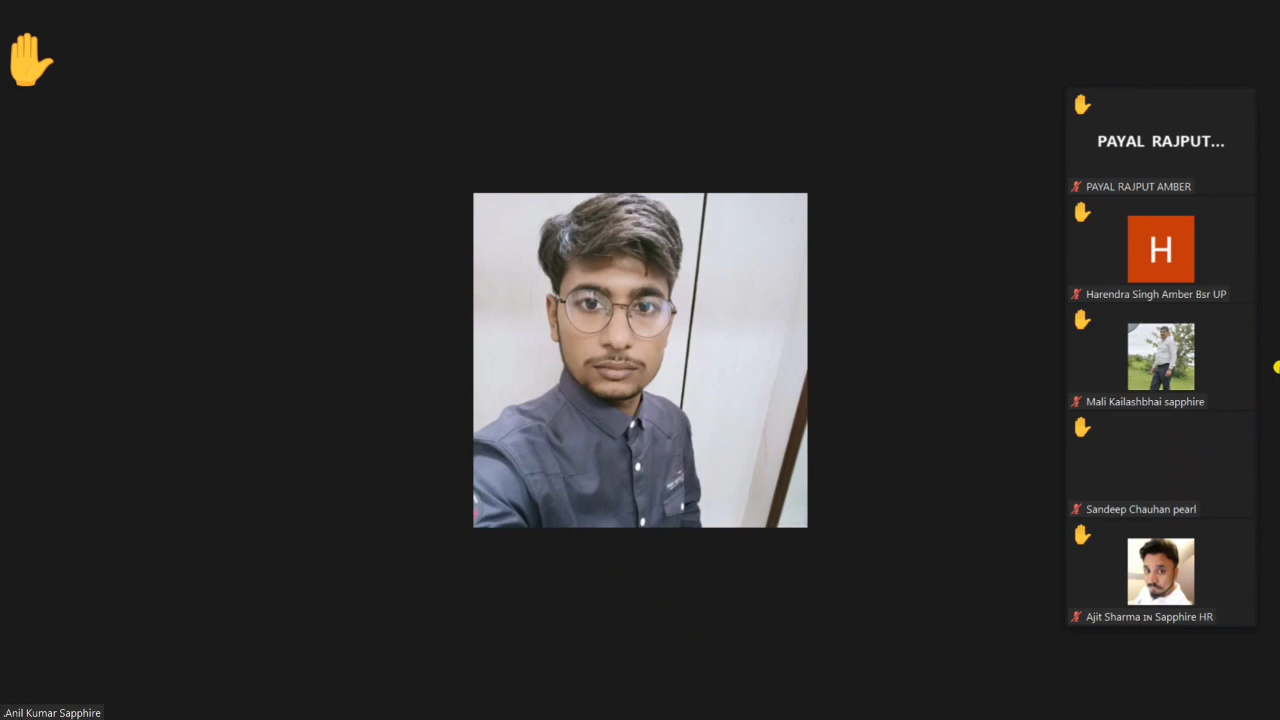 PAYAL RAJPUT...
PAYAL RAJPUT AMBER
H
Harendra Singh Amber Bsr UP
Mali Kailashbhai sapphire
Sandeep Chauhan pearl
Ajit Sharma ɪɴ Sapphire HR
.Anil Kumar Sapphire